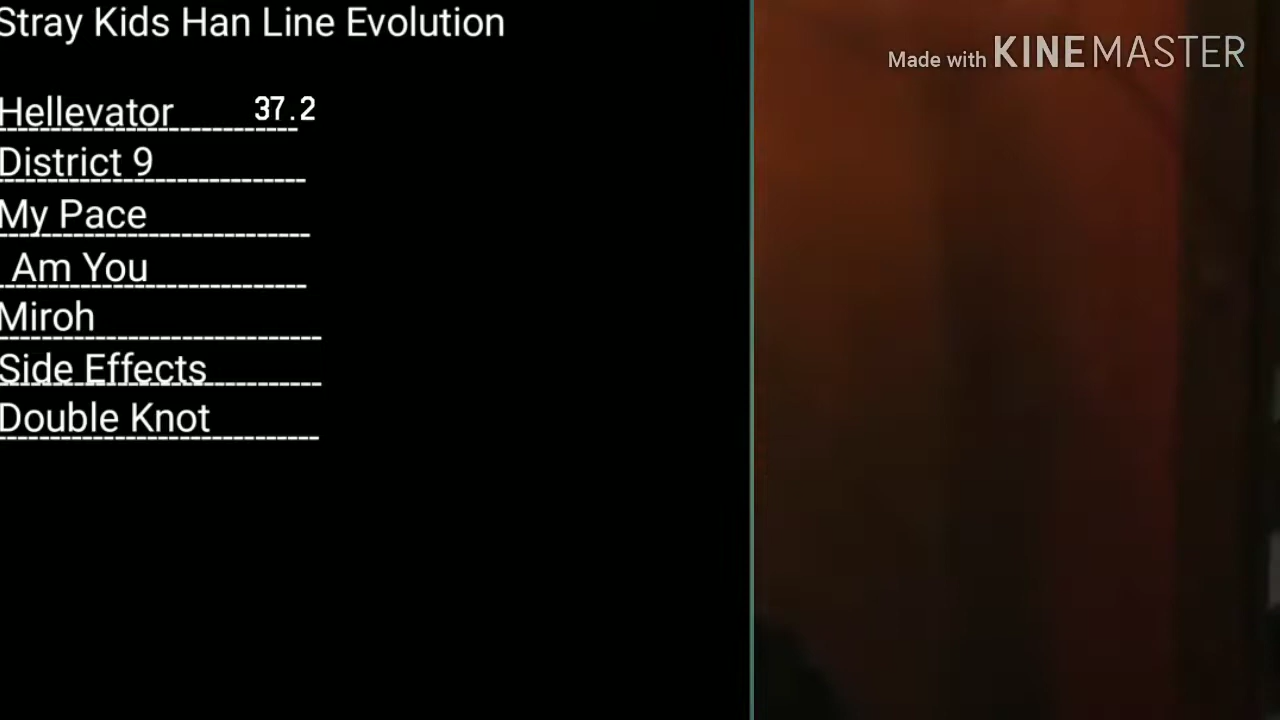 Stray Kids Han Line Evolution
Made with KINEMASTER
Hellevator 37.2
District 9
My Pace
Am You
Miroh
Side Effects
Double Knot